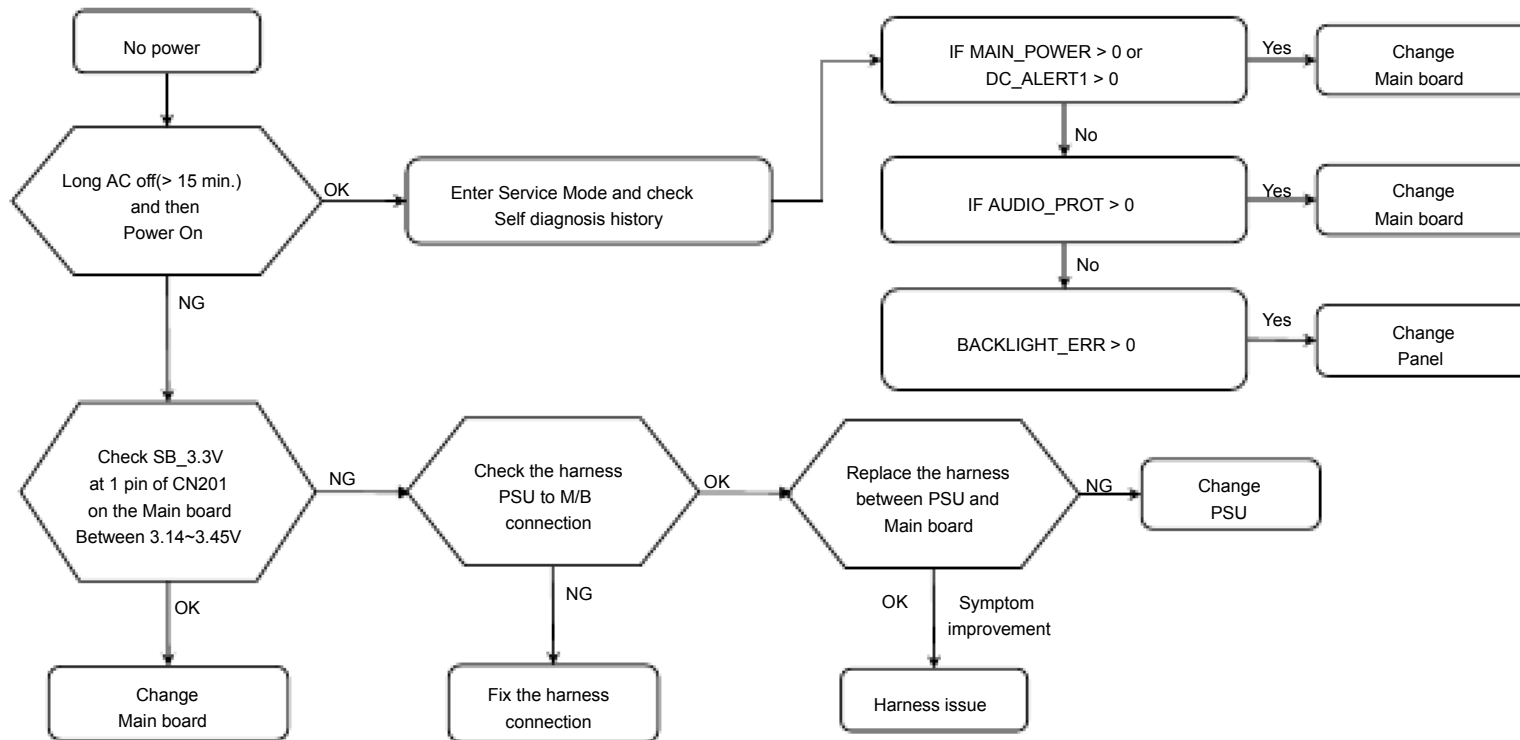 No power
Long AC off(> 15 min.)
and then
Power On
OK
NG
Enter Service Mode and check
Self diagnosis history
IF MAIN_POWER > 0 or
DC_ALERT1 > 0
Yes
Change
Main board
No
IF AUDIO_PROT > 0
Yes
Change
Main board
No
BACKLIGHT_ERR > 0
Yes
Change
Panel
Check SB_3.3V
at 1 pin of CN201
on the Main board
Between 3.14~3.45V
NG
OK
Change
Main board
Check the harness
PSU to M/B
connection
OK
NG
Fix the harness
connection
Replace the harness
between PSU and
Main board
NG
Change
PSU
OK
Symptom
improvement
Harness issue